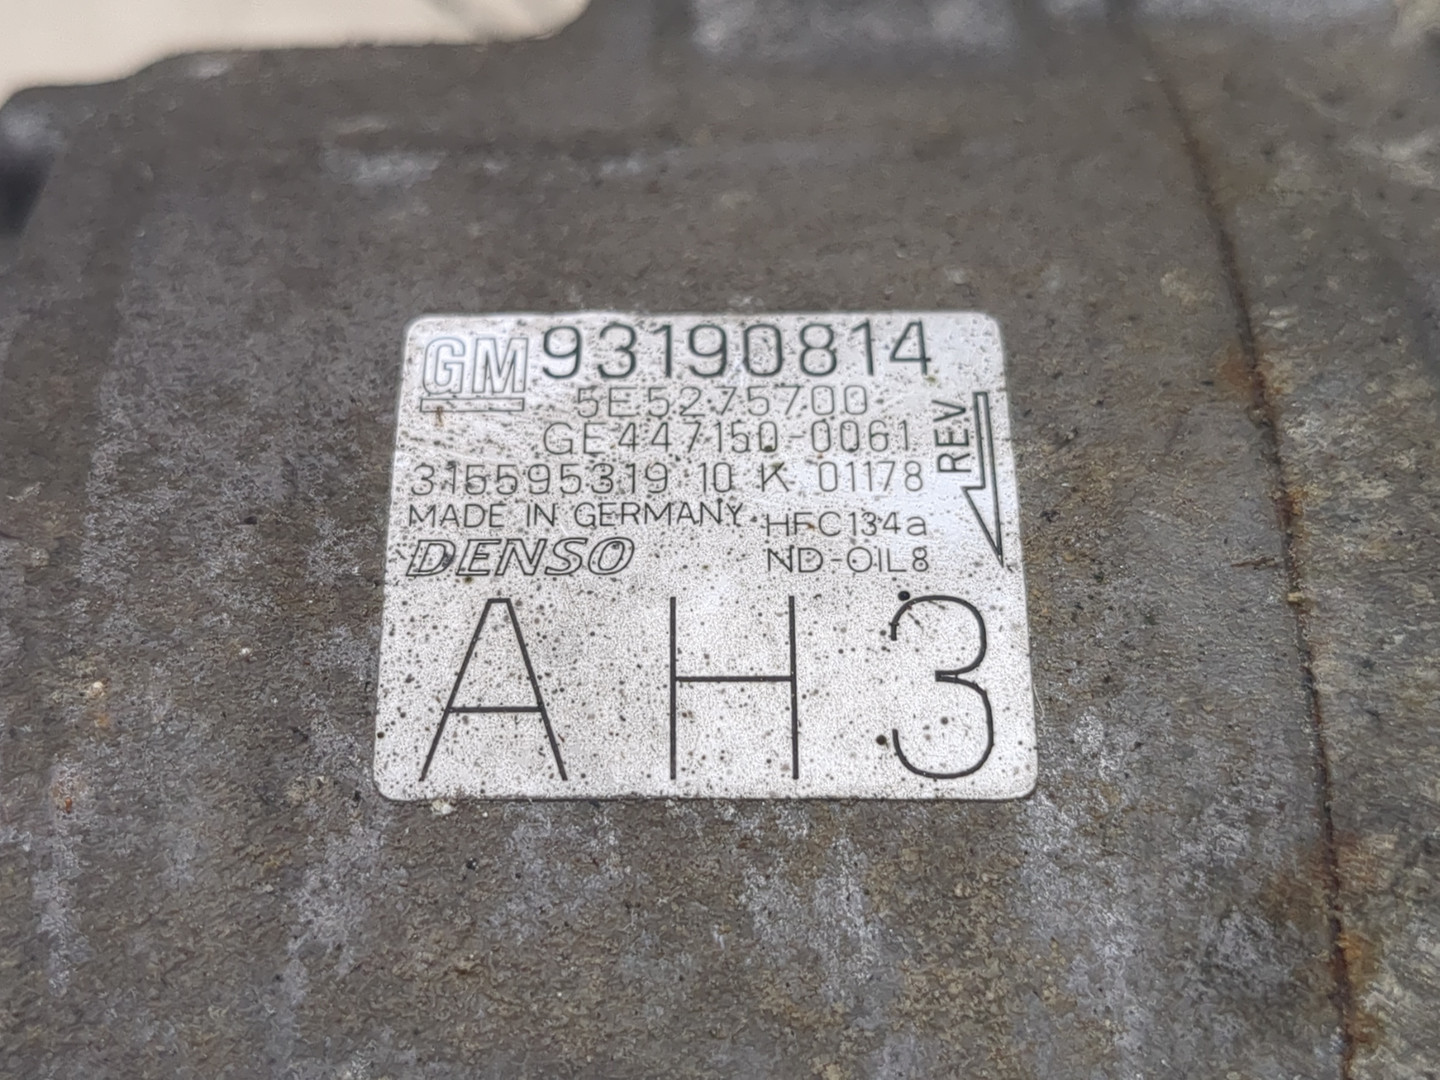 GM 93190814
5E5275700
GE447150-0061
315595319 10 K 01178
REV
MADE IN GERMANY
HFC134a
DENSO
ND-OIL8
AH3